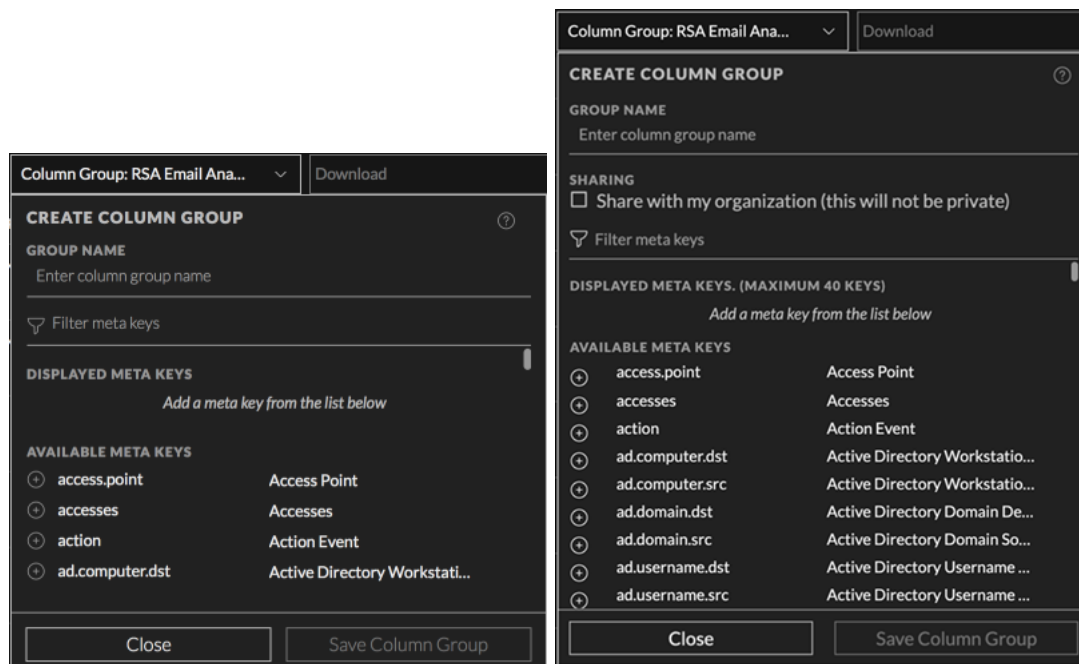 Column Group: RSA Email Ana...
Download
CREATE COLUMN GROUP
GROUP NAME
Enter column group name
Filter meta keys
DISPLAYED META KEYS
Add a meta key from the list below
AVAILABLE META KEYS
access.point Access Point
accesses Accesses
action Action Event
ad.computer.dst Active Directory Workstati...
Close
Save Column Group
Column Group: RSA Email Ana...
Download
CREATE COLUMN GROUP
GROUP NAME
Enter column group name
SHARING
Share with my organization (this will not be private)
Filter meta keys
DISPLAYED META KEYS. (MAXIMUM 40 KEYS)
Add a meta key from the list below
AVAILABLE META KEYS
access.point Access Point
accesses Accesses
action Action Event
ad.computer.dst Active Directory Workstatio...
ad.computer.src Active Directory Workstatio...
ad.domain.dst Active Directory Domain De...
ad.domain.src Active Directory Domain So...
ad.username.dst Active Directory Username ...
ad.username.src Active Directory Username ...
Close
Save Column Group